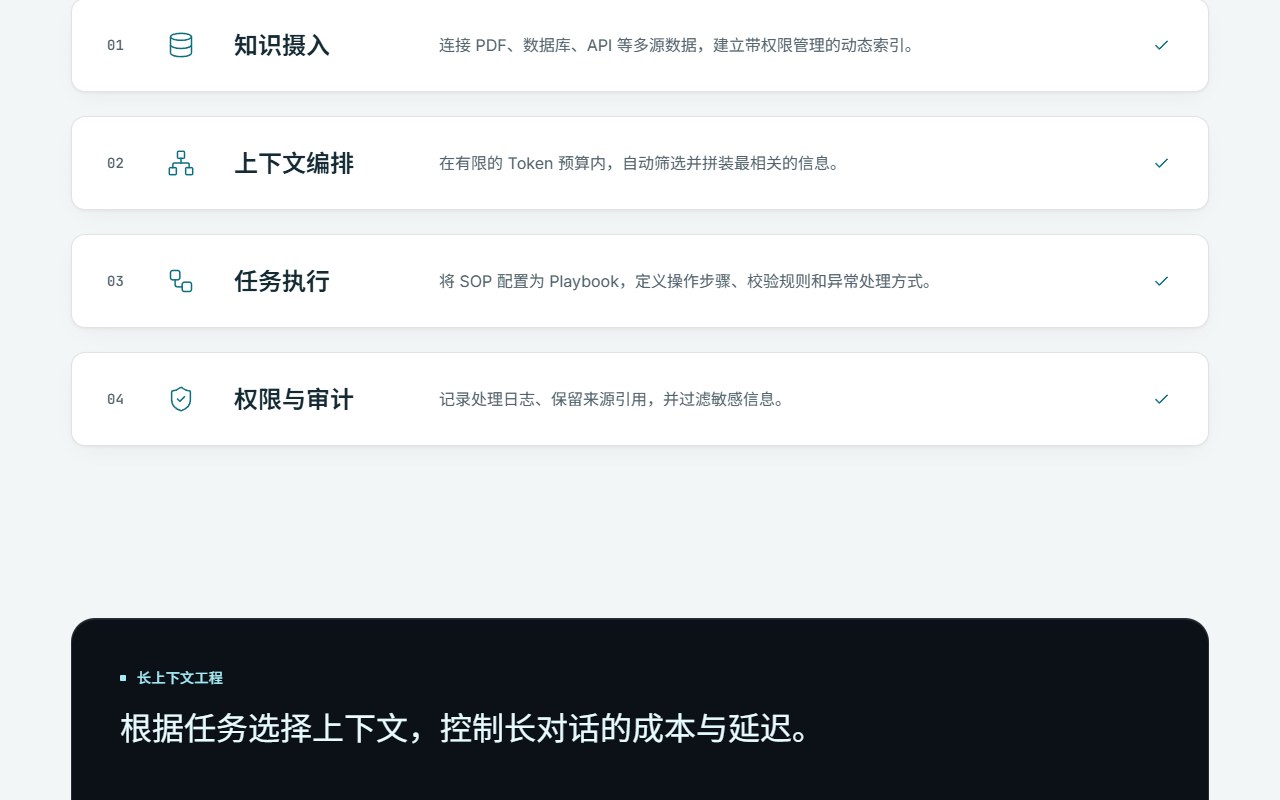 01 知识摄入 连接 PDF、数据库、API 等多源数据，建立带权限管理的动态索引。
02 上下文编排 在有限的 Token 预算内，自动筛选并拼装最相关的信息。
03 任务执行 将 SOP 配置为 Playbook，定义操作步骤、校验规则和异常处理方式。
04 权限与审计 记录处理日志、保留来源引用，并过滤敏感信息。
长上下文工程
根据任务选择上下文，控制长对话的成本与延迟。